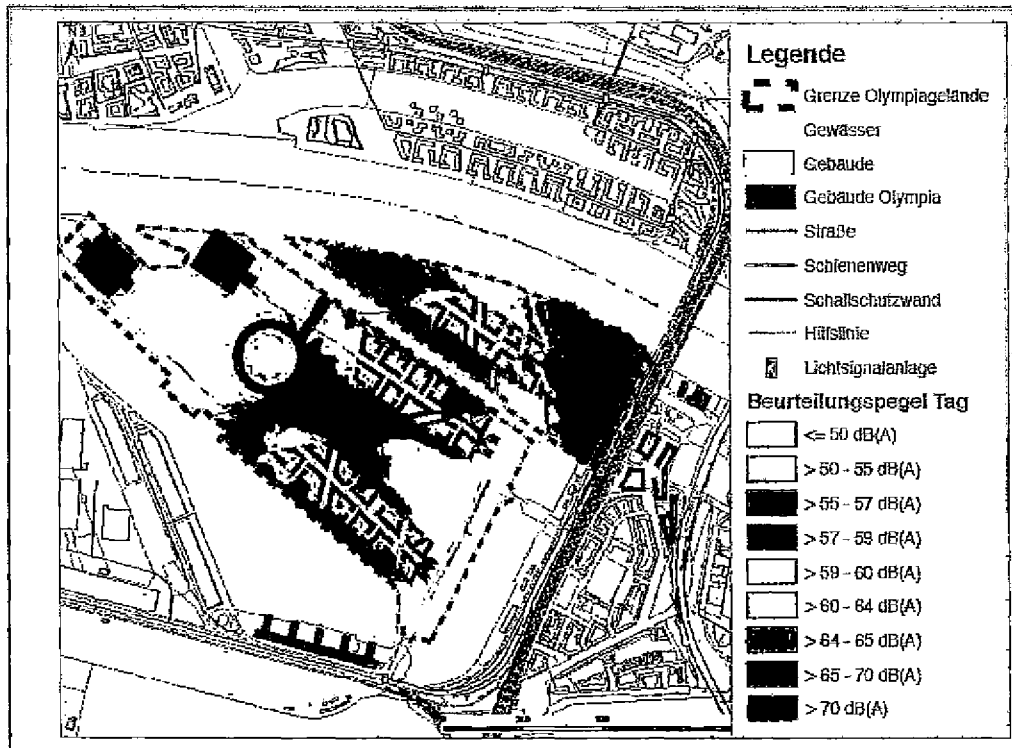 Legende
Grenze Olympiagelände
Gewässer
Gebäude
Gebäude Olympia
Straße
Schienenweg
Schallschutzwand
Hilfslinie
Lichtsignalanlage
Beurteilungspegel Tag
<= 50 dB(A)
> 50 - 55 dB(A)
> 55 - 57 dB(A)
> 57 - 59 dB(A)
> 59 - 60 dB(A)
> 60 - 64 dB(A)
> 64 - 65 dB(A)
> 65 - 70 dB(A)
> 70 dB(A)